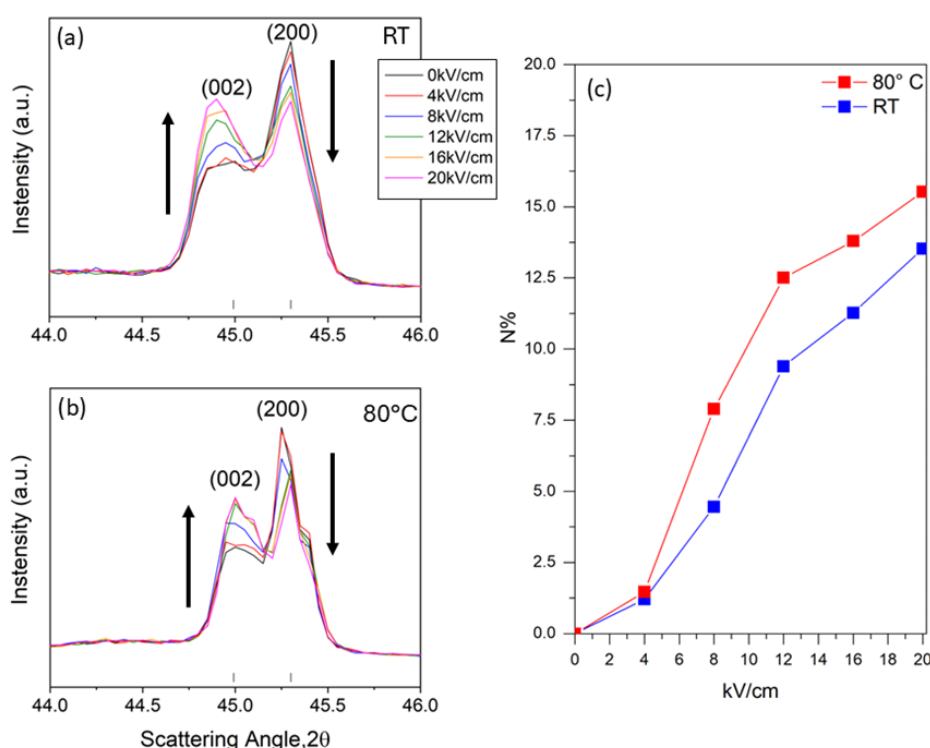 (a)
(002)
(200)
RT
0kV/cm
4kV/cm
8kV/cm
12kV/cm
16kV/cm
20kV/cm
Instensity (a.u.)
44.0 44.5 45.0 45.5 46.0
(b)
(002)
(200)
80°C
Instensity (a.u.)
44.0 44.5 45.0 45.5 46.0
Scattering Angle,2θ
(c)
80° C
RT
20.0
17.5
15.0
12.5
10.0
7.5
5.0
2.5
0.0
N%
0 2 4 6 8 10 12 14 16 18 20
kV/cm